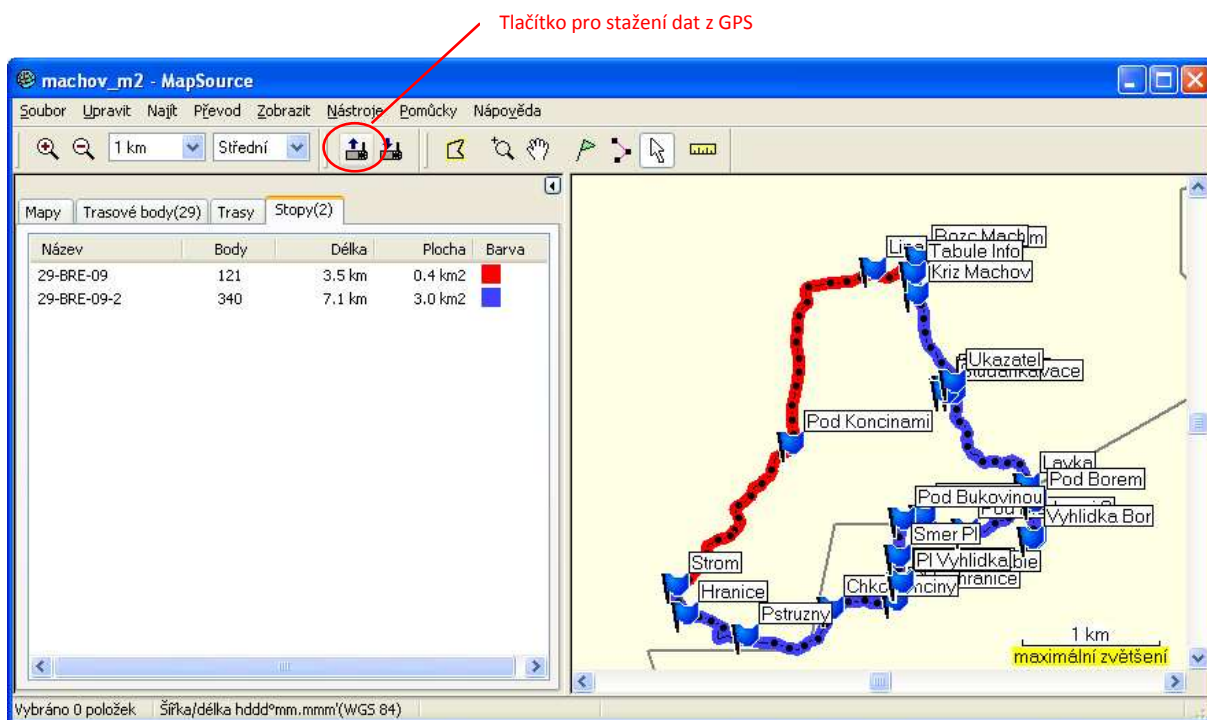 Tlačítko pro stažení dat z GPS
machov_m2 - MapSource
Soubor Upravit Najít Převod Zobrazit Nástroje Pomůcky Nápověda
1 km Střední
Mapy Trasové body(29) Trasy Stopy(2)
Název Body Délka Plocha Barva
29-BRE-09 121 3.5 km 0.4 km2
29-BRE-09-2 340 7.1 km 3.0 km2
Rozc Mach
Tabule Info
Kriz Machov
Ukazatel
Pod Koncinami
Lavka
Pod Borem
Pod Bukovinou
Vyhlidka Bor
Smer Pl
Strom
Pl Vyhlidka
Hranice
Pstruzny
1 km
maximální zvětšení
Vybráno 0 položek Šířka/délka hddd°mm.mmm'(WGS 84)